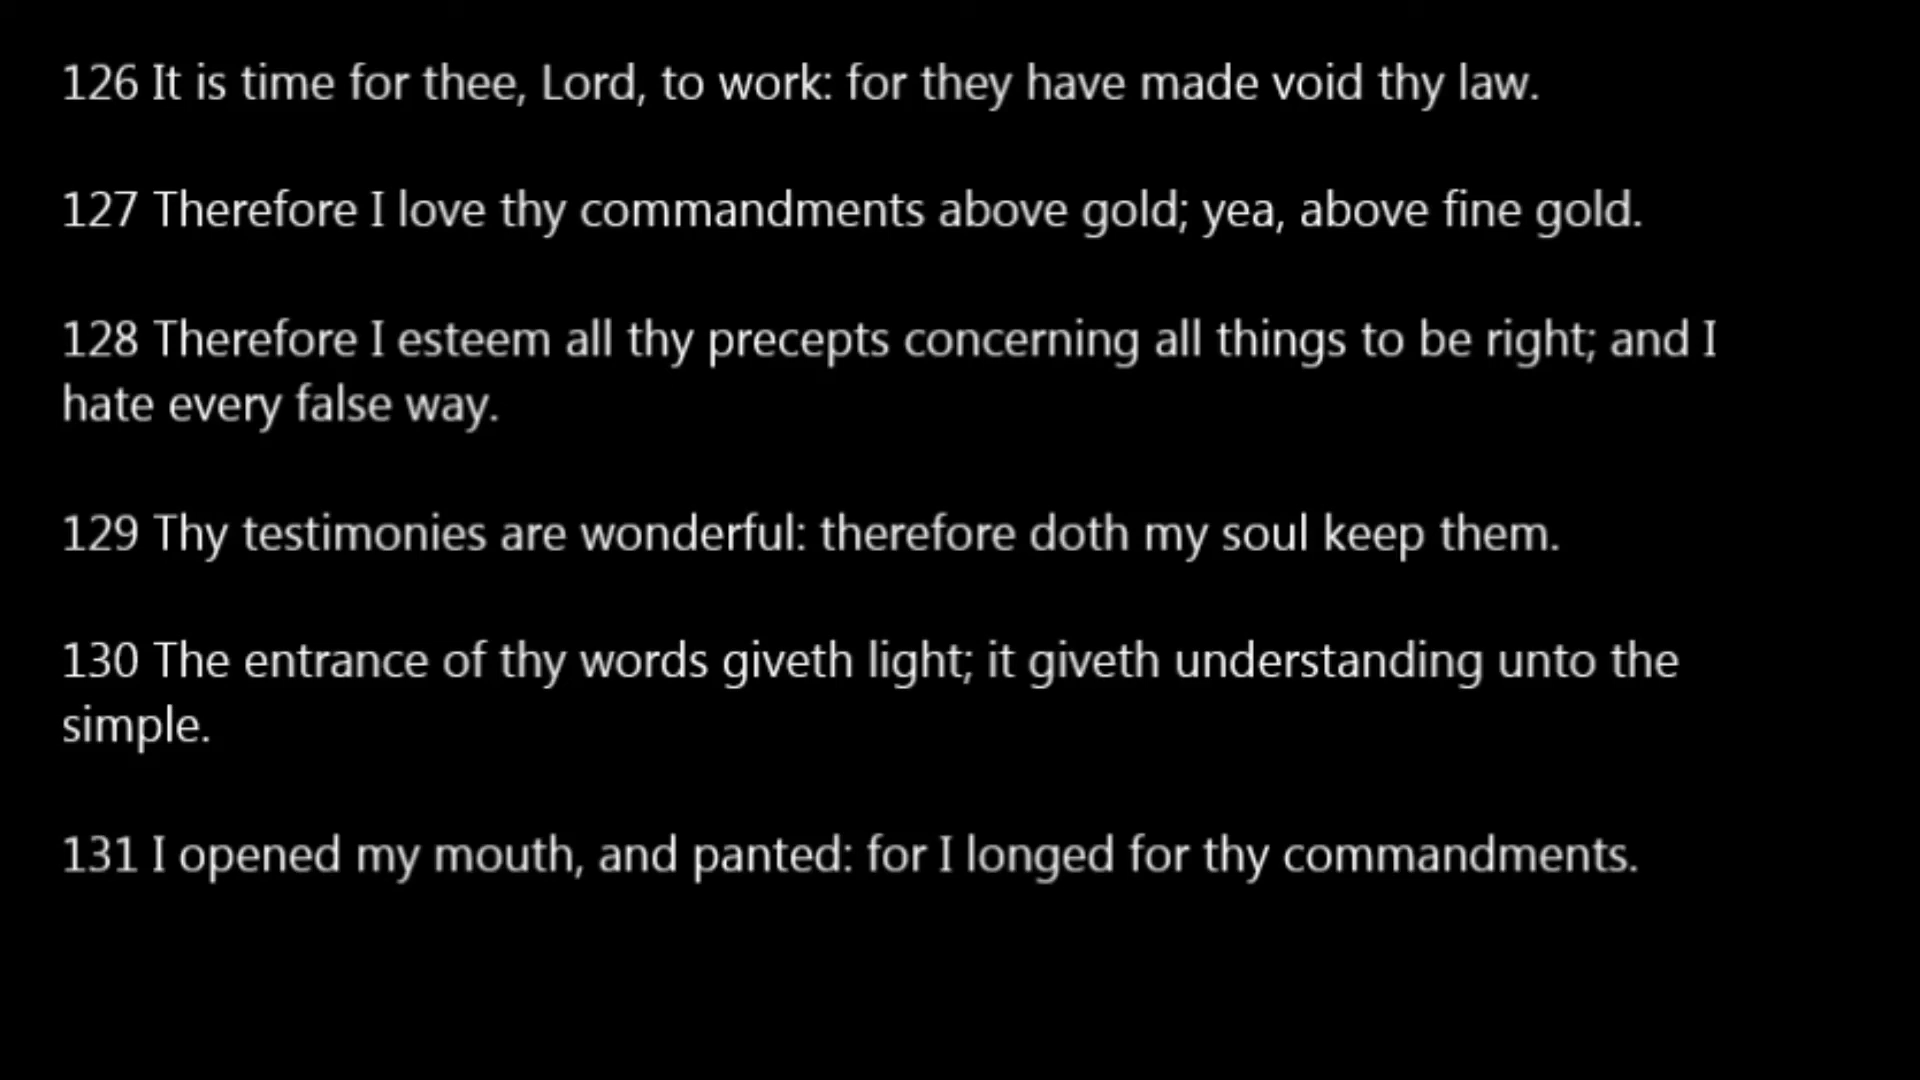 126 It is time for thee, Lord, to work: for they have made void thy law.
127 Therefore I love thy commandments above gold; yea, above fine gold.
128 Therefore I esteem all thy precepts concerning all things to be right; and I
hate every false way.
129 Thy testimonies are wonderful: therefore doth my soul keep them.
130 The entrance of thy words giveth light; it giveth understanding unto the
simple.
131 I opened my mouth, and panted: for I longed for thy commandments.